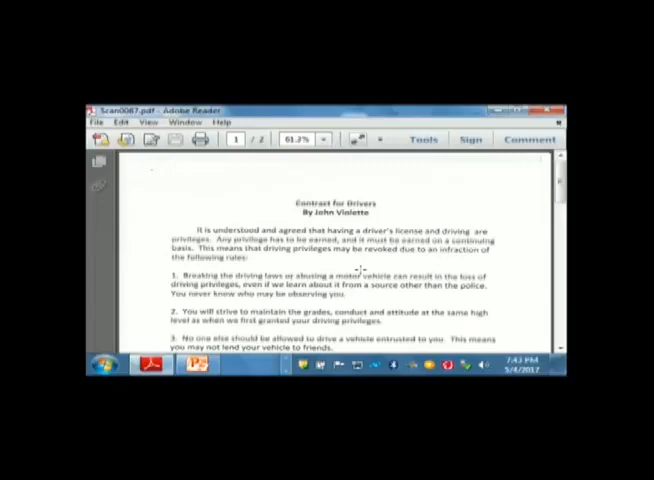 Scan0067.pdf - Adobe Reader
File Edit View Window Help
1 / 2 61.2% Tools Sign Comment
Contract for Drivers
By John Violette
It is understood and agreed that having a driver's license and driving are
privileges. Any privilege has to be earned, and it must be earned on a continuing
basis. This means that driving privileges may be revoked due to an infraction of
the following rules:
1. Breaking the driving laws or abusing a motor vehicle can result in the loss of
driving privileges, even if we learn about it from a source other than the police.
You never know who may be observing you.
2. You will strive to maintain the grades, conduct and attitude at the same high
level as when we first granted your driving privileges.
3. No one else should be allowed to drive a vehicle entrusted to you. This means
you may not lend your vehicle to friends.
7:43 PM
5/4/2017